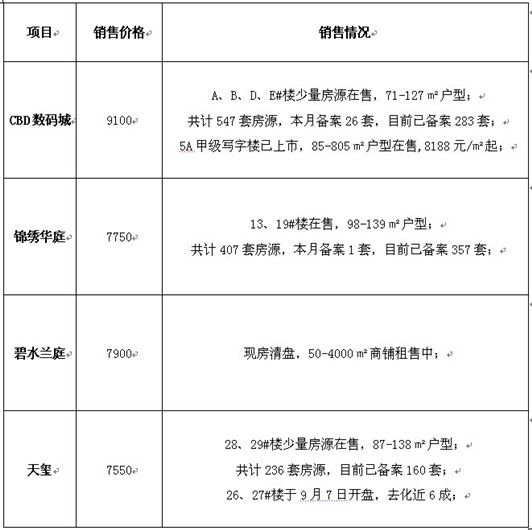 项目 销售价格 销售情况
CBD数码城 9100
A、B、D、E#楼少量房源在售，71-127㎡户型；
共计547套房源，本月备案26套，目前已备案283套；
5A甲级写字楼已上市，85-805㎡户型在售,8188元/㎡起；
锦绣华庭 7750
13、19#楼在售，98-139㎡户型；
共计407套房源，本月备案1套，目前已备案357套；
碧水兰庭 7900 现房清盘，50-4000㎡商铺租售中；
天玺 7550
28、29#楼少量房源在售，87-138㎡户型；
共计236套房源，目前已备案160套；
26、27#楼于9月7日开盘，去化近6成；